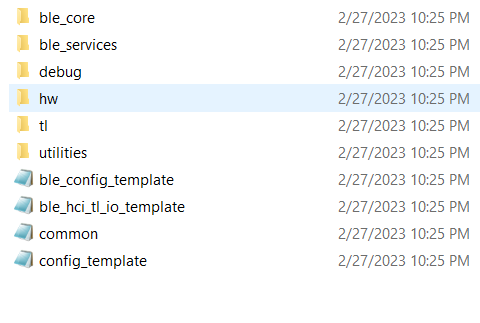 ble_core 2/27/2023 10:25 PM
ble_services 2/27/2023 10:25 PM
debug 2/27/2023 10:25 PM
hw 2/27/2023 10:25 PM
tl 2/27/2023 10:25 PM
utilities 2/27/2023 10:25 PM
ble_config_template 2/27/2023 10:25 PM
ble_hci_tl_io_template 2/27/2023 10:25 PM
common 2/27/2023 10:25 PM
config_template 2/27/2023 10:25 PM